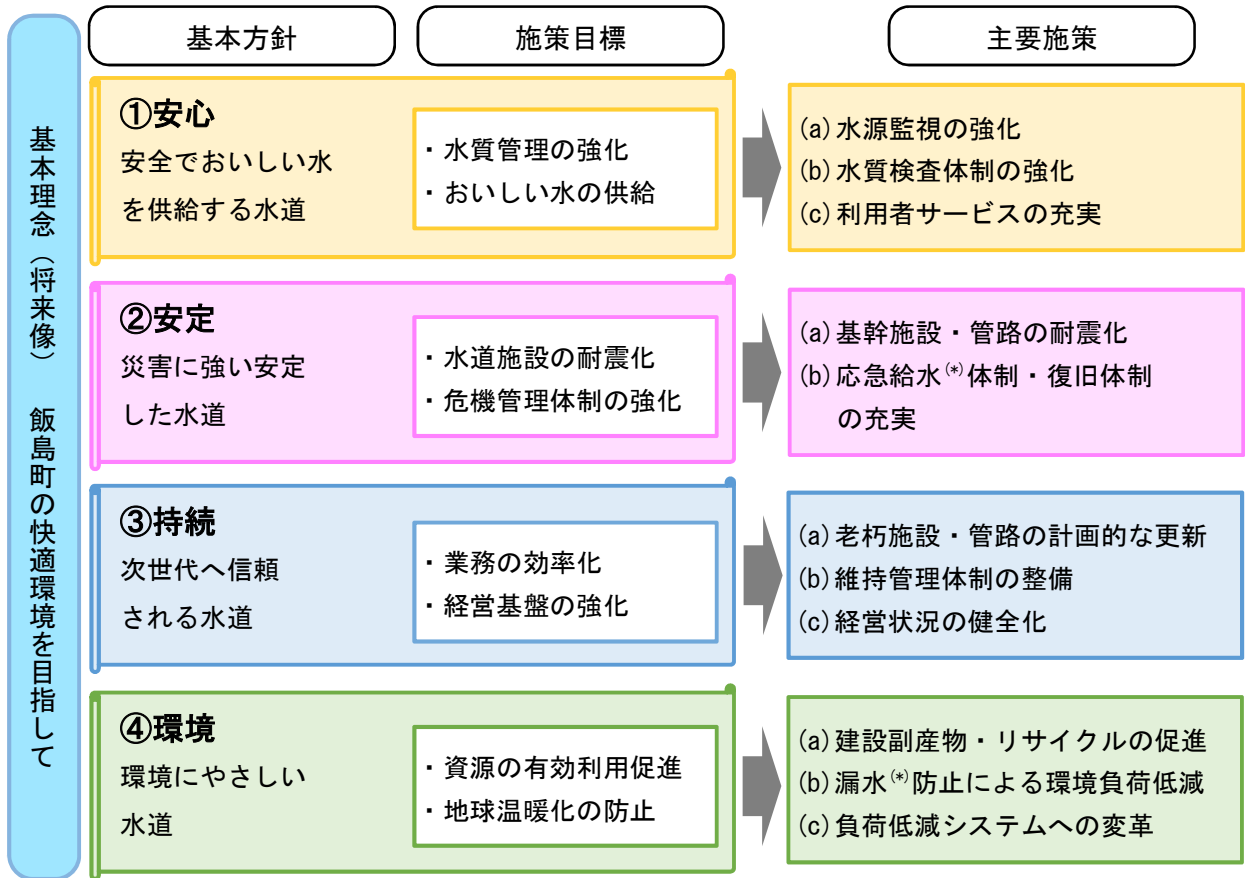 基本理念（将来像）　飯島町の快適環境を目指して
基本方針
施策目標
主要施策
①安心
安全でおいしい水
を供給する水道
・水質管理の強化
・おいしい水の供給
(a)水源監視の強化
(b)水質検査体制の強化
(c)利用者サービスの充実
②安定
災害に強い安定
した水道
・水道施設の耐震化
・危機管理体制の強化
(a)基幹施設・管路の耐震化
(b)応急給水(*)体制・復旧体制
の充実
③持続
次世代へ信頼
される水道
・業務の効率化
・経営基盤の強化
(a)老朽施設・管路の計画的な更新
(b)維持管理体制の整備
(c)経営状況の健全化
④環境
環境にやさしい
水道
・資源の有効利用促進
・地球温暖化の防止
(a)建設副産物・リサイクルの促進
(b)漏水(*)防止による環境負荷低減
(c)負荷低減システムへの変革